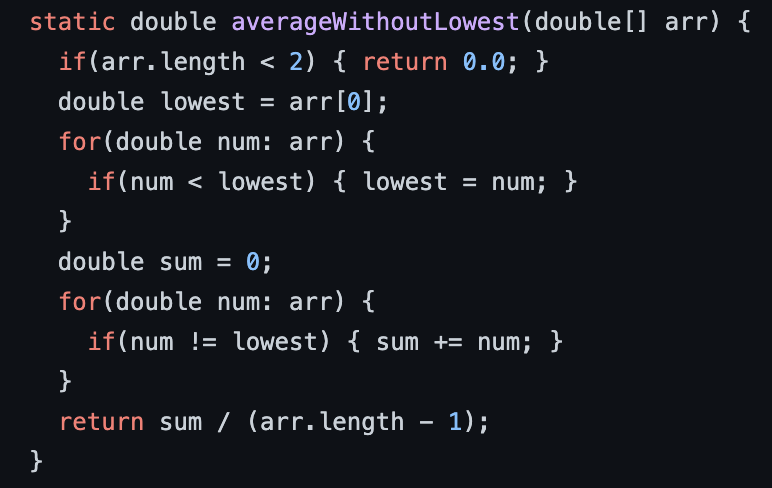 static double averageWithoutLowest(double[] arr) {
  if(arr.length < 2) { return 0.0; }
  double lowest = arr[0];
  for(double num: arr) {
    if(num < lowest) { lowest = num; }
  }
  double sum = 0;
  for(double num: arr) {
    if(num != lowest) { sum += num; }
  }
  return sum / (arr.length - 1);
}